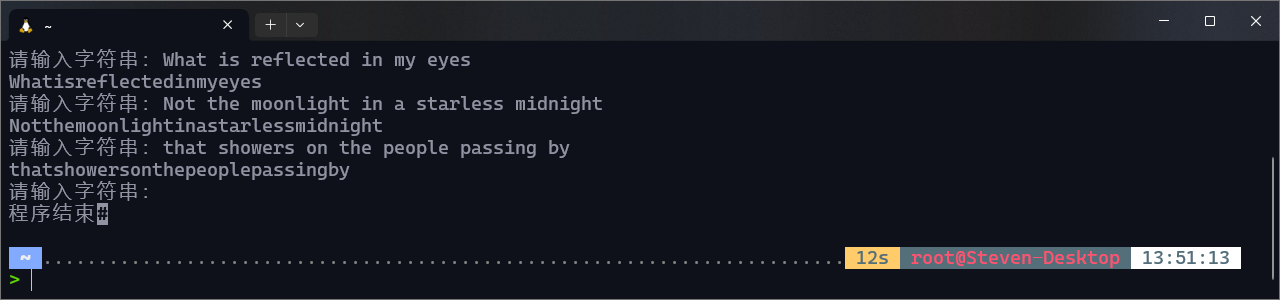 ~
请输入字符串: What is reflected in my eyes
Whatisreflectedinmyeyes
请输入字符串: Not the moonlight in a starless midnight
Notthemoonlightinastarlessmidnight
请输入字符串: that showers on the people passing by
thatshowersonthepeoplepassingby
请输入字符串:
程序结束#
~ ......................................................................... 12s root@Steven-Desktop 13:51:13
>